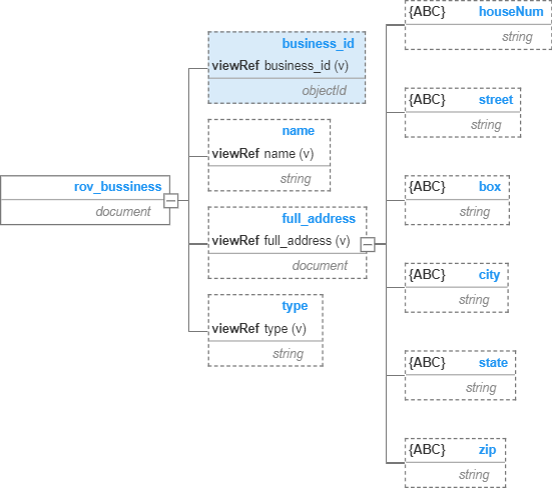 rov_bussiness
document
business_id
viewRef business_id (v)
objectId
name
viewRef name (v)
string
full_address
viewRef full_address (v)
document
type
viewRef type (v)
string
{ABC} houseNum
string
{ABC} street
string
{ABC} box
string
{ABC} city
string
{ABC} state
string
{ABC} zip
string